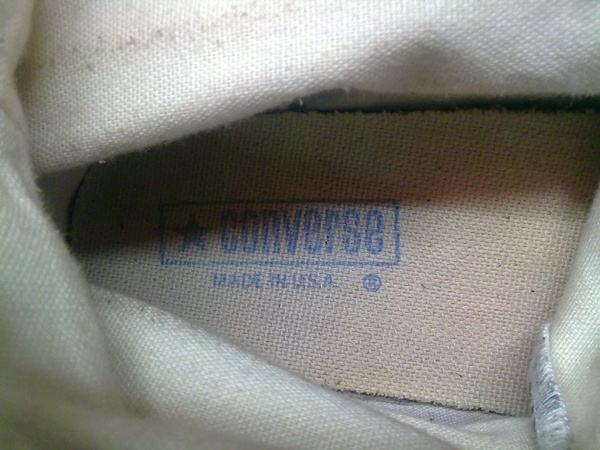 ★ converse
MADE IN U.S.A ®